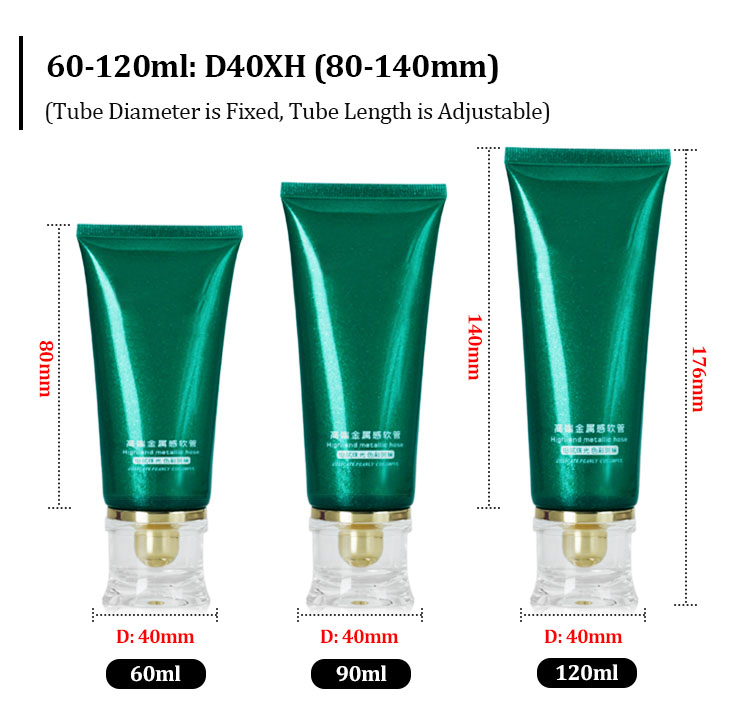 60-120ml: D40XH (80-140mm)
(Tube Diameter is Fixed, Tube Length is Adjustable)
80mm
140mm
176mm
高端金属感软管
High-end metallic hose
高端金属感软管
High-end metallic hose
高端金属感软管
High-end metallic hose
D: 40mm
D: 40mm
D: 40mm
60ml
90ml
120ml